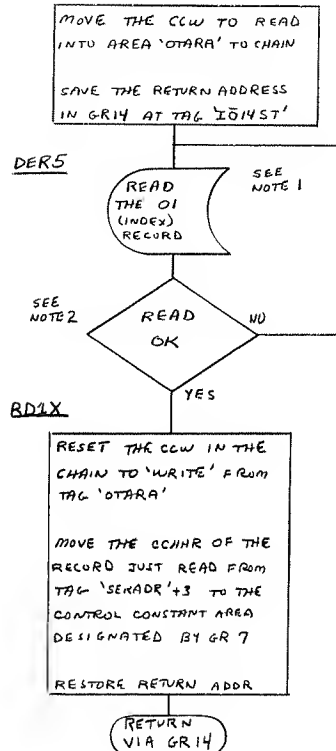 MOVE THE CCW TO READ
INTO AREA 'OTARA' TO CHAIN
SAVE THE RETURN ADDRESS
IN GR14 AT TAG 'IO14ST'
DER5
READ
THE OI
(INDEX)
RECORD
SEE
NOTE 1
SEE
NOTE 2
READ
OK
NO
YES
RD1X
RESET THE CCW IN THE
CHAIN TO 'WRITE' FROM
TAG 'OTARA'
MOVE THE CCHHR OF THE
RECORD JUST READ FROM
TAG 'SEKADR'+3 TO THE
CONTROL CONSTANT AREA
DESIGNATED BY GR 7
RESTORE RETURN ADDR
RETURN
VIA GR14